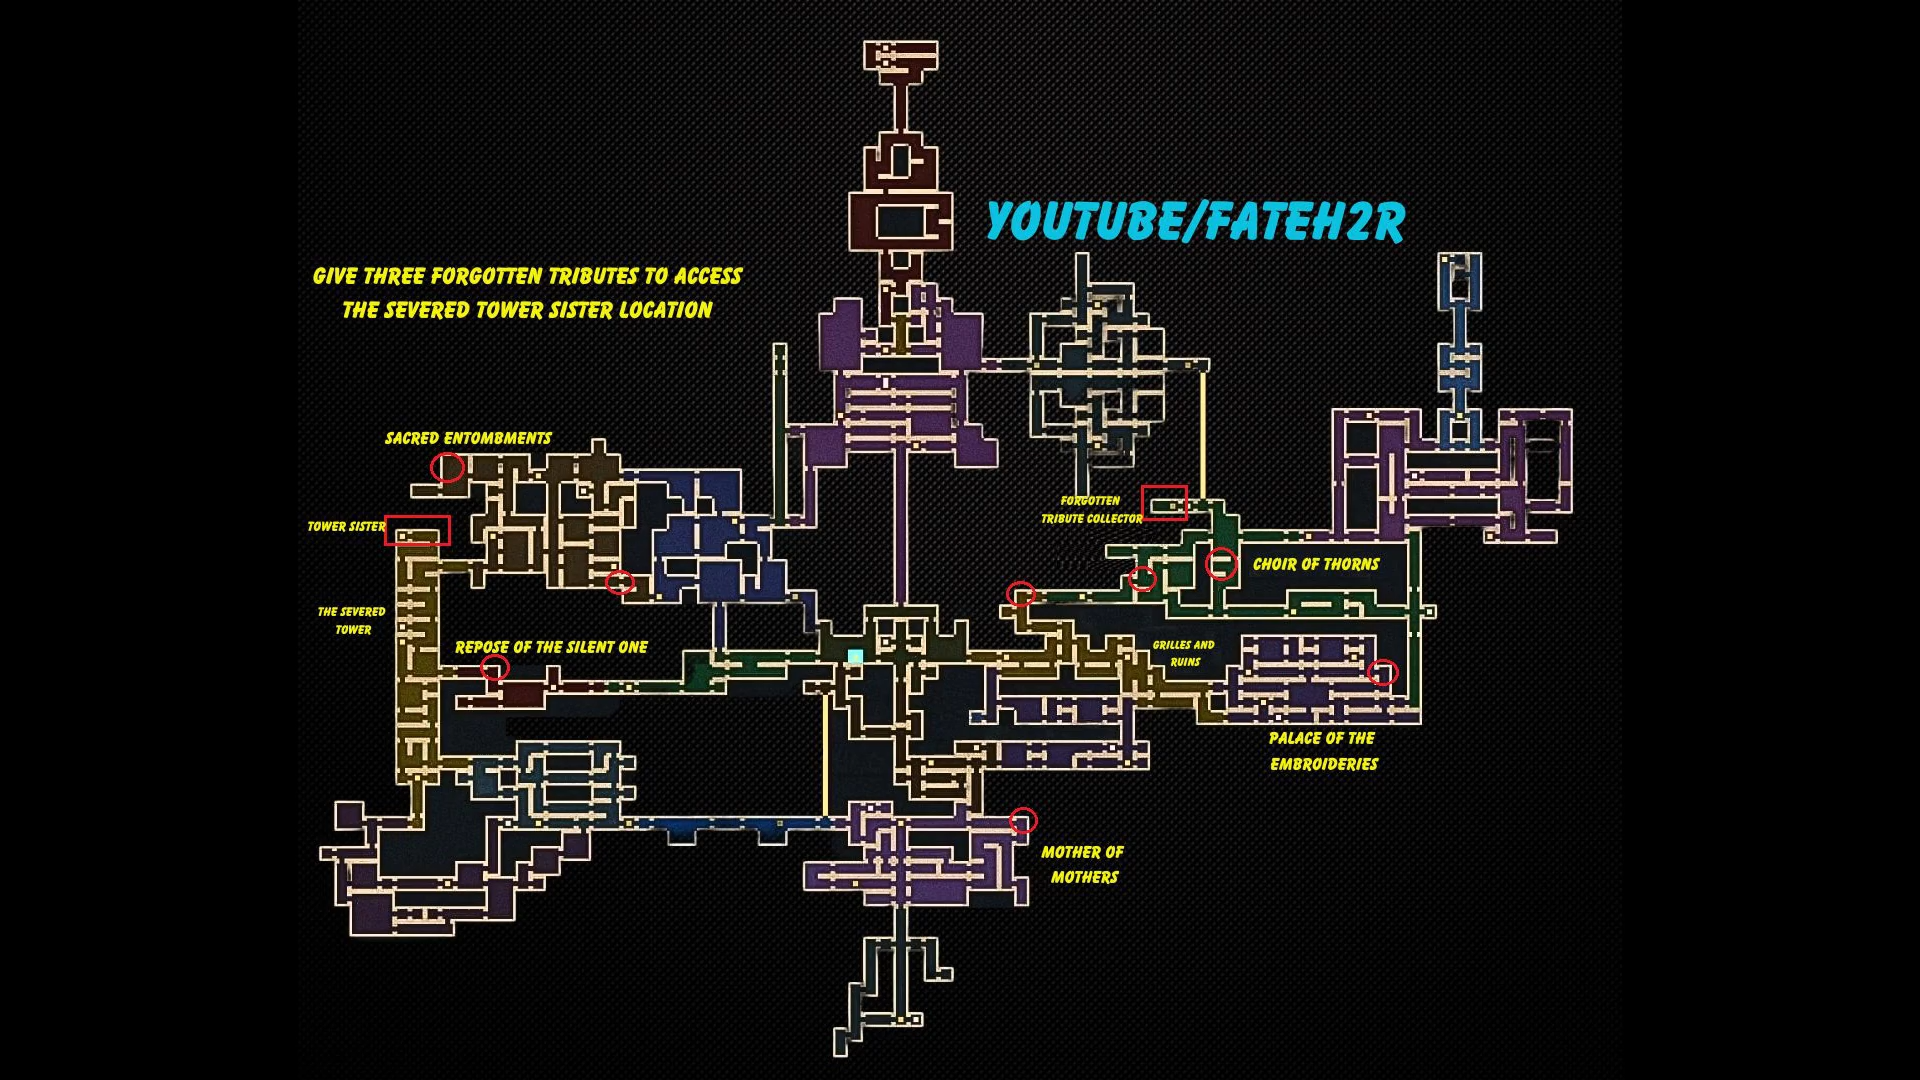 YOUTUBE/FATEH2R
GIVE THREE FORGOTTEN TRIBUTES TO ACCESS
THE SEVERED TOWER SISTER LOCATION
SACRED ENTOMBMENTS
TOWER SISTER
FORGOTTEN
TRIBUTE COLLECTOR
CHOIR OF THORNS
THE SEVERED
TOWER
REPOSE OF THE SILENT ONE
GRILLES AND
RUINS
PALACE OF THE
EMBROIDERIES
MOTHER OF
MOTHERS